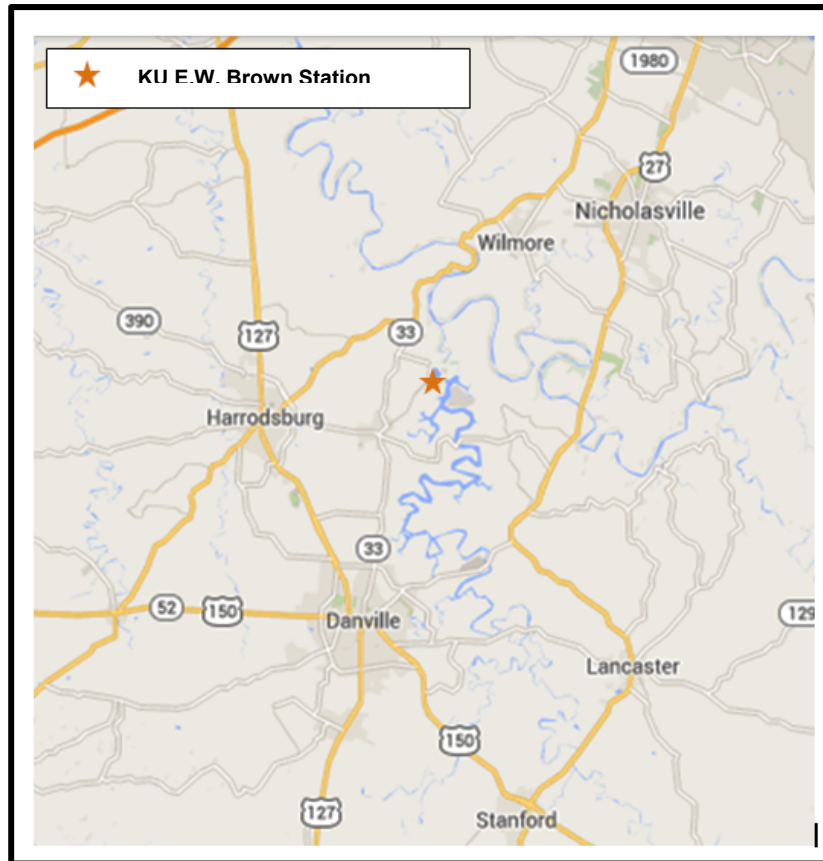 KU E.W. Brown Station
1980
27
Nicholasville
Wilmore
390
33
127
Harrodsburg
33
52
150
Danville
129
Lancaster
150
127
Stanford